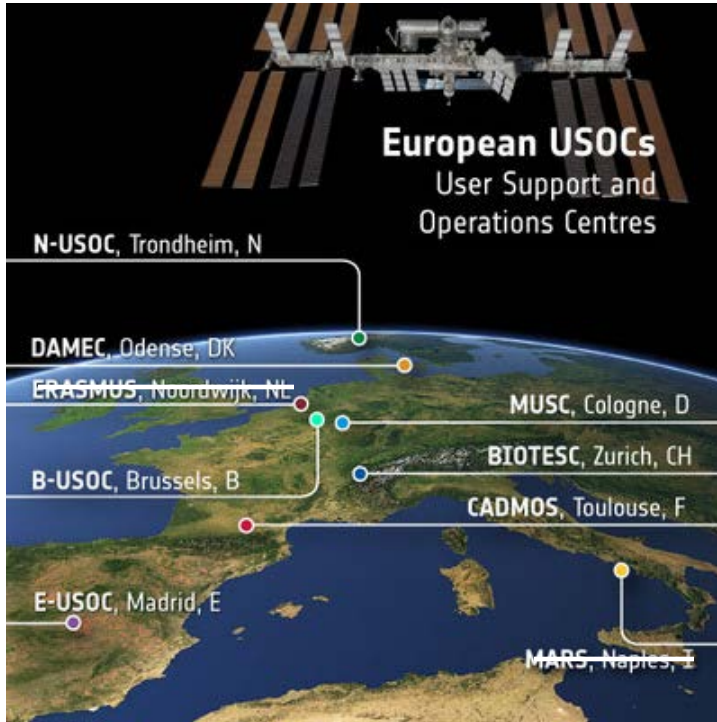 European USOCs
User Support and
Operations Centres
N-USOC, Trondheim, N
DAMEC, Odense, DK
ERASMUS, Noordwijk, NL
MUSC, Cologne, D
BIOTESC, Zurich, CH
B-USOC, Brussels, B
CADMOS, Toulouse, F
E-USOC, Madrid, E
MARS, Naples, I